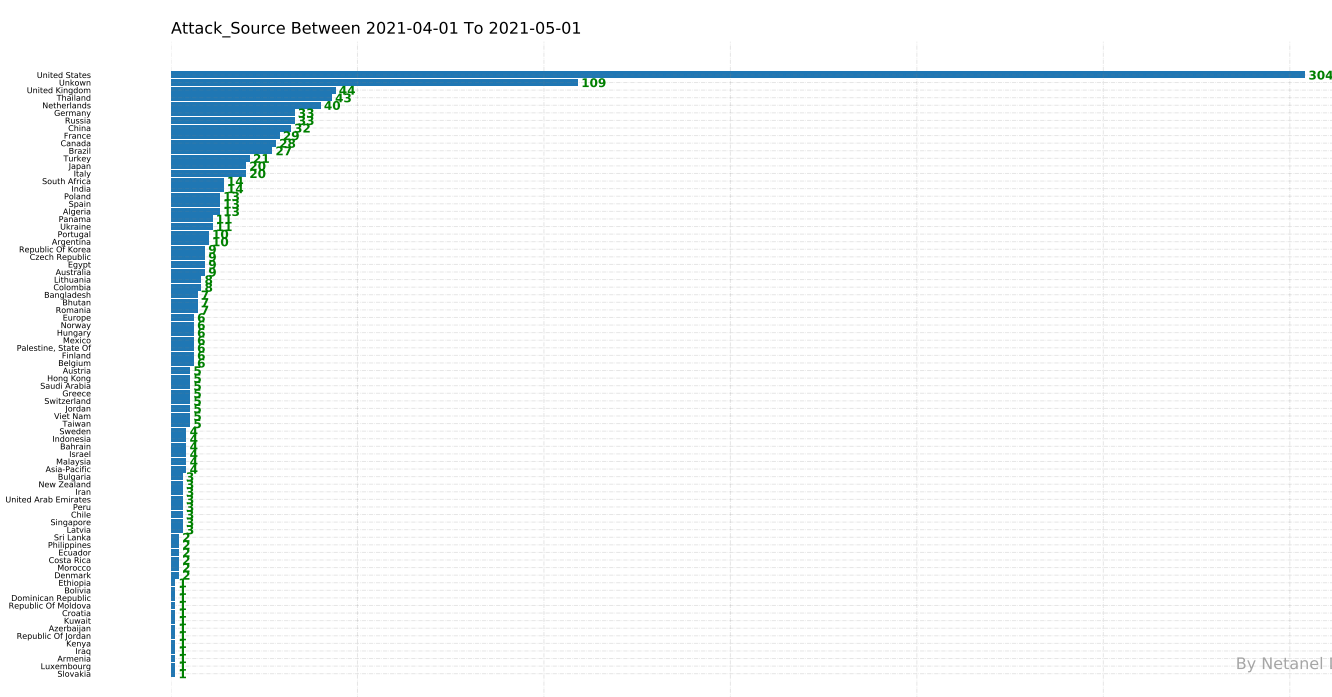 Attack_Source Between 2021-04-01 To 2021-05-01
United States 304
Unkown 109
United Kingdom 44
Thailand 43
Netherlands 40
Germany 33
Russia 33
China 32
France 29
Canada 28
Brazil 27
Turkey 21
Japan 20
Italy 20
South Africa 14
India 14
Poland 13
Spain 13
Algeria 13
Panama 11
Ukraine 11
Portugal 10
Argentina 10
Republic Of Korea 9
Czech Republic 9
Egypt 9
Australia 9
Lithuania 8
Colombia 8
Bangladesh 7
Bhutan 7
Romania 7
Europe 6
Norway 6
Hungary 6
Mexico 6
Palestine, State Of 6
Finland 6
Belgium 6
Austria 5
Hong Kong 5
Saudi Arabia 5
Greece 5
Switzerland 5
Jordan 5
Viet Nam 5
Taiwan 5
Sweden 4
Indonesia 4
Bahrain 4
Israel 4
Malaysia 4
Asia-Pacific 4
Bulgaria 3
New Zealand 3
Iran 3
United Arab Emirates 3
Peru 3
Chile 3
Singapore 3
Latvia 3
Sri Lanka 2
Philippines 2
Ecuador 2
Costa Rica 2
Morocco 2
Denmark 2
Ethiopia 1
Bolivia 1
Dominican Republic 1
Republic Of Moldova 1
Croatia 1
Kuwait 1
Azerbaijan 1
Republic Of Jordan 1
Kenya 1
Iraq 1
Armenia 1
Luxembourg 1
Slovakia 1
By Netanel